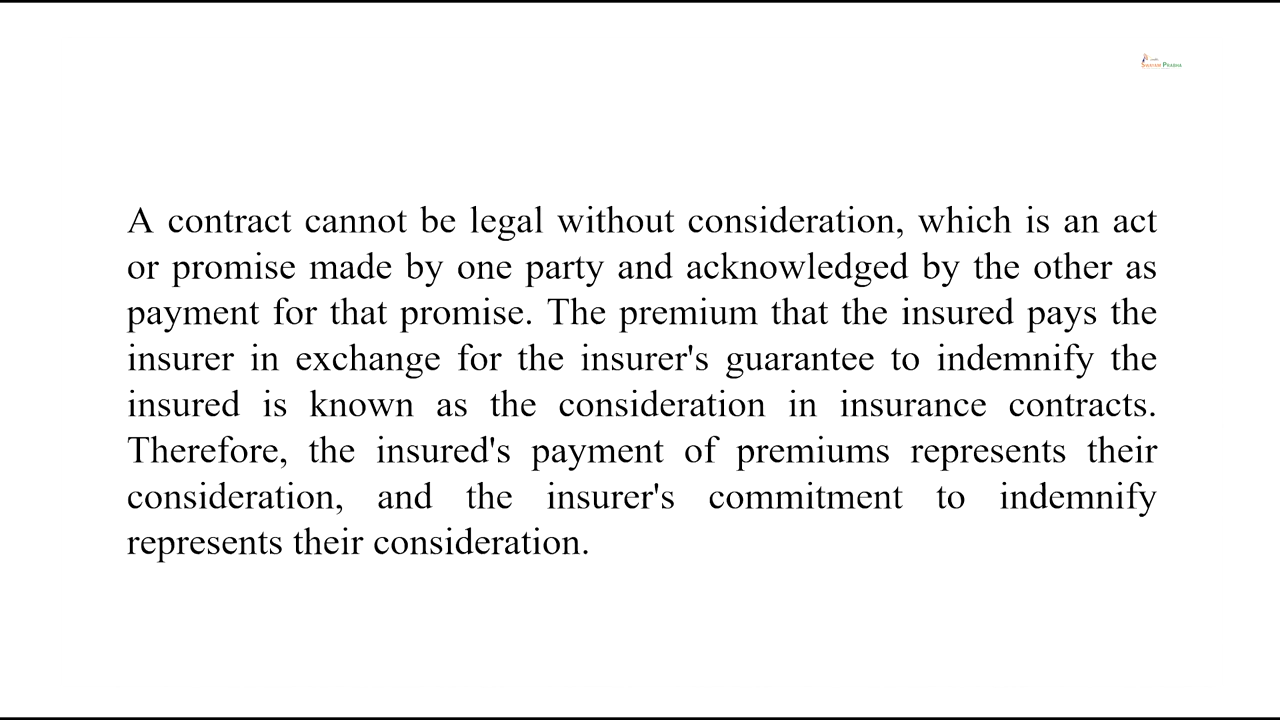 SWAYAM PRABHA
A contract cannot be legal without consideration, which is an act
or promise made by one party and acknowledged by the other as
payment for that promise. The premium that the insured pays the
insurer in exchange for the insurer's guarantee to indemnify the
insured is known as the consideration in insurance contracts.
Therefore, the insured's payment of premiums represents their
consideration, and the insurer's commitment to indemnify
represents their consideration.